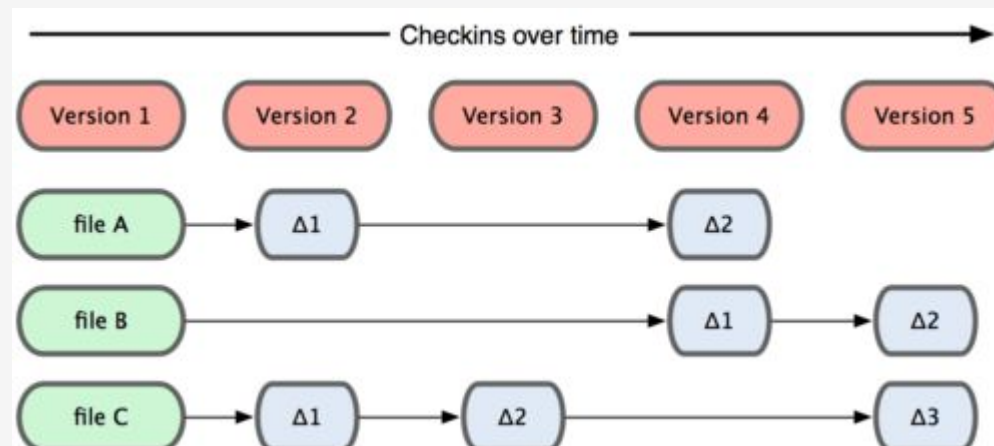 Checkins over time
Version 1 Version 2 Version 3 Version 4 Version 5
file A Δ1 Δ2
file B Δ1 Δ2
file C Δ1 Δ2 Δ3